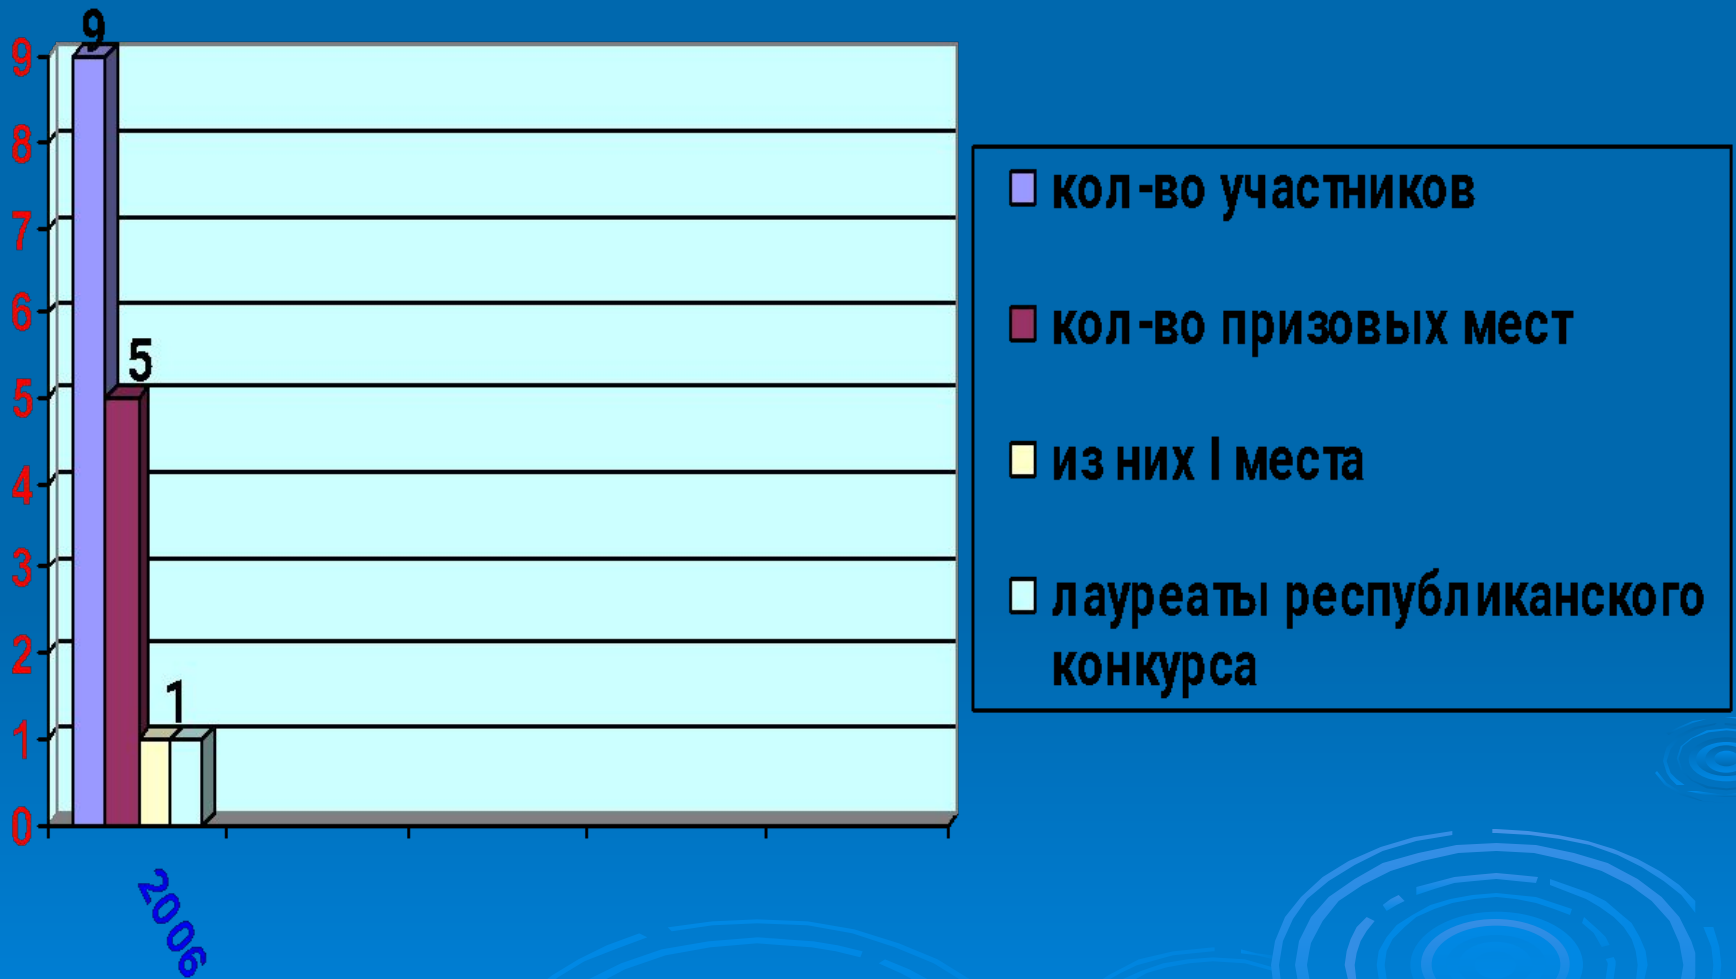 9
9
8
7
6
5
5
4
3
2
1
1
0
2006
кол-во участников
кол-во призовых мест
из них I места
лауреаты республиканского
конкурса